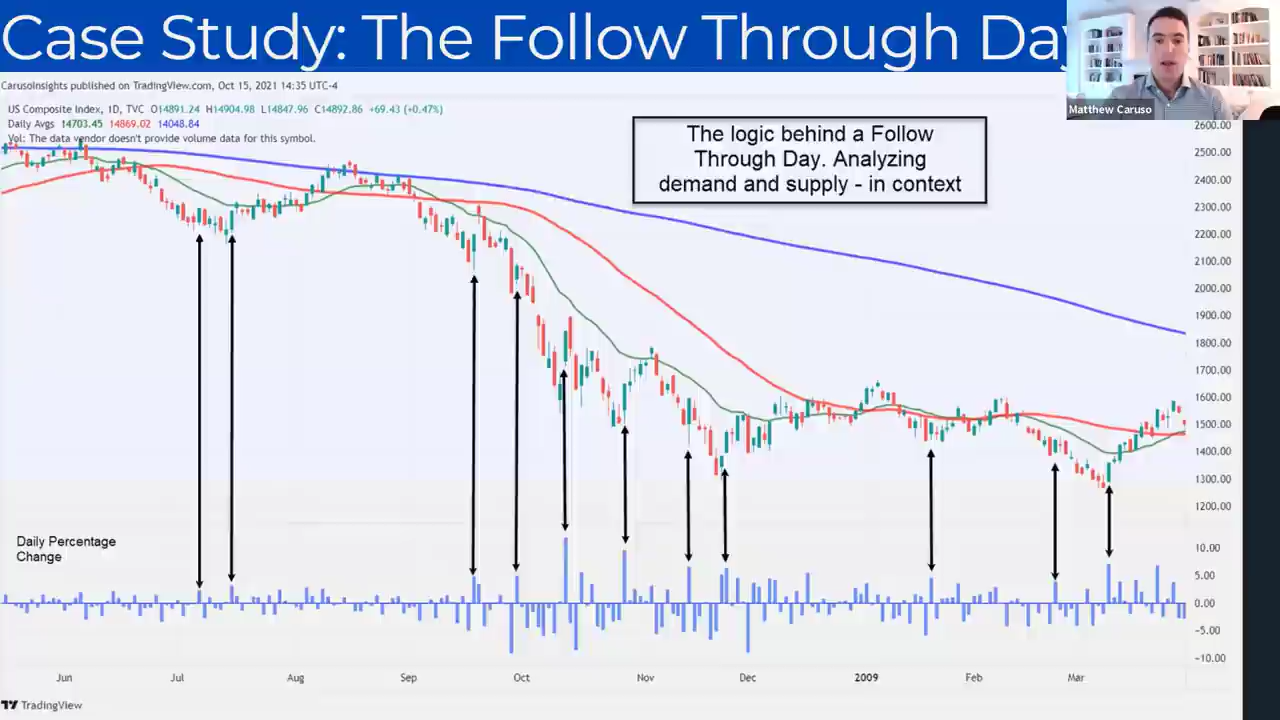 Case Study: The Follow Through Day
Matthew Caruso
CarusoInsights published on TradingView.com, Oct 15, 2021 14:35 UTC-4
US Composite Index, 1D, TVC O14891.24 H14904.98 L14847.96 C14892.86 +69.43 (+0.47%)
Daily Avgs 14703.45 14869.02 14048.84
Vol: The data vendor doesn't provide volume data for this symbol.
The logic behind a Follow
Through Day. Analyzing
demand and supply - in context
2600.00
2500.00
2400.00
2300.00
2200.00
2100.00
2000.00
1900.00
1800.00
1700.00
1600.00
1500.00
1400.00
1300.00
1200.00
Daily Percentage
Change
10.00
5.00
0.00
−5.00
−10.00
Jun Jul Aug Sep Oct Nov Dec 2009 Feb Mar
TradingView